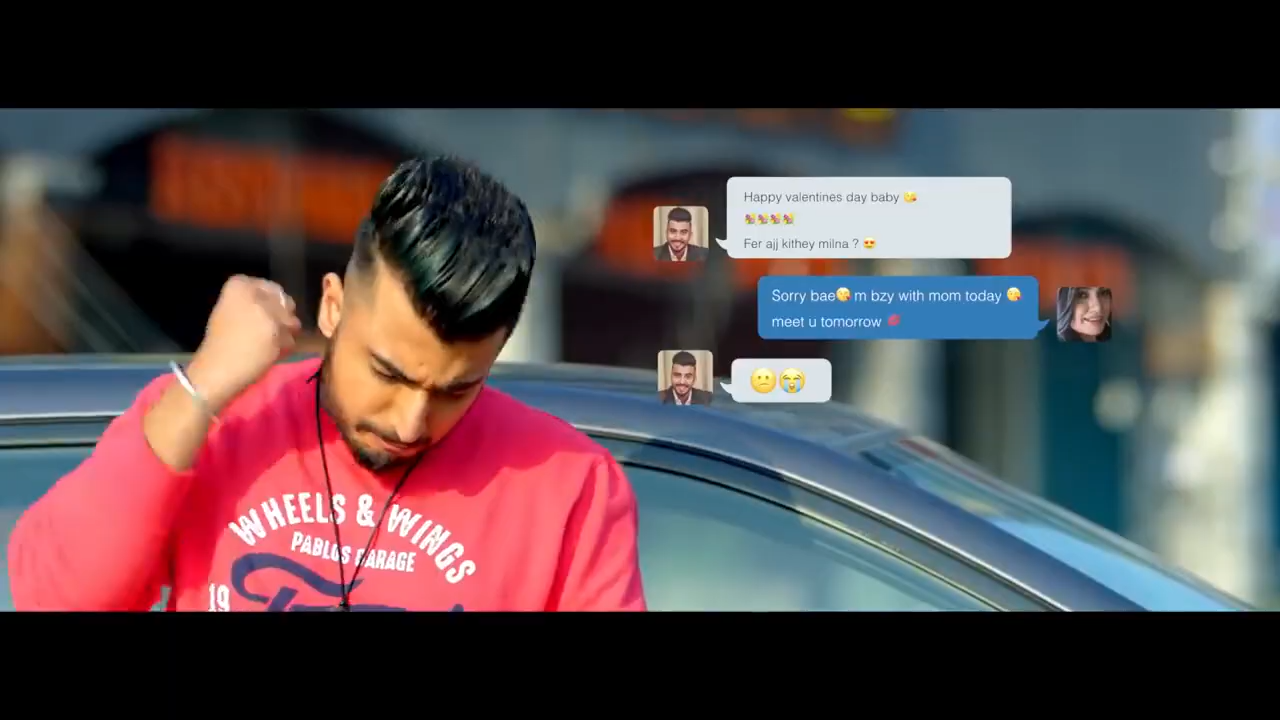 Happy valentines day baby 😘
💐💐💐💐
Fer ajj kithey milna ? 😍
Sorry bae😘 m bzy with mom today 😘
meet u tomorrow 💋
😕😭
WHEELS & WINGS
PABLOS GARAGE
19